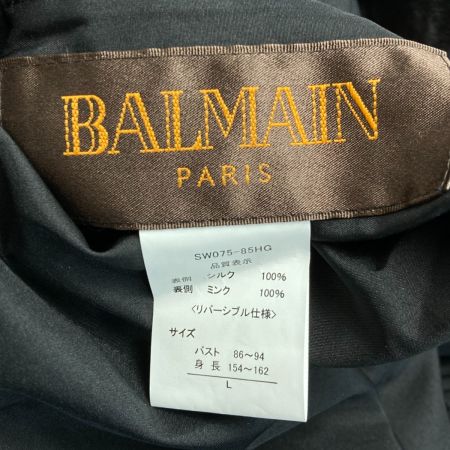 BALMAIN
PARIS
SW075-85HG
品質表示
表側 シルク 100%
表側 ミンク 100%
〈リバーシブル仕様〉
サイズ
バスト 86〜94
身長 154〜162
L